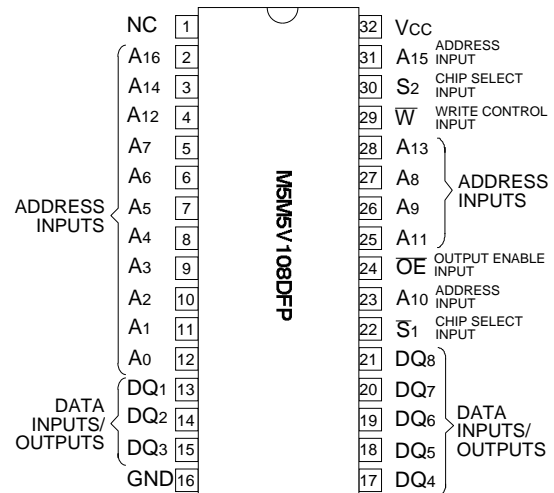 NC 1 32 VCC
A16 2 31 A15 ADDRESS INPUT
A14 3 30 S2 CHIP SELECT INPUT
A12 4 29 W̅ WRITE CONTROL INPUT
A7 5 28 A13
A6 6 27 A8
A5 7 26 A9
A4 8 25 A11
ADDRESS INPUTS
ADDRESS INPUTS
A3 9 24 O̅E̅ OUTPUT ENABLE INPUT
A2 10 23 A10 ADDRESS INPUT
A1 11 22 S̅1 CHIP SELECT INPUT
A0 12 21 DQ8
DQ1 13 20 DQ7
DQ2 14 19 DQ6
DQ3 15 18 DQ5
GND 16 17 DQ4
DATA INPUTS/ OUTPUTS
DATA INPUTS/ OUTPUTS
M5M5V108DFP